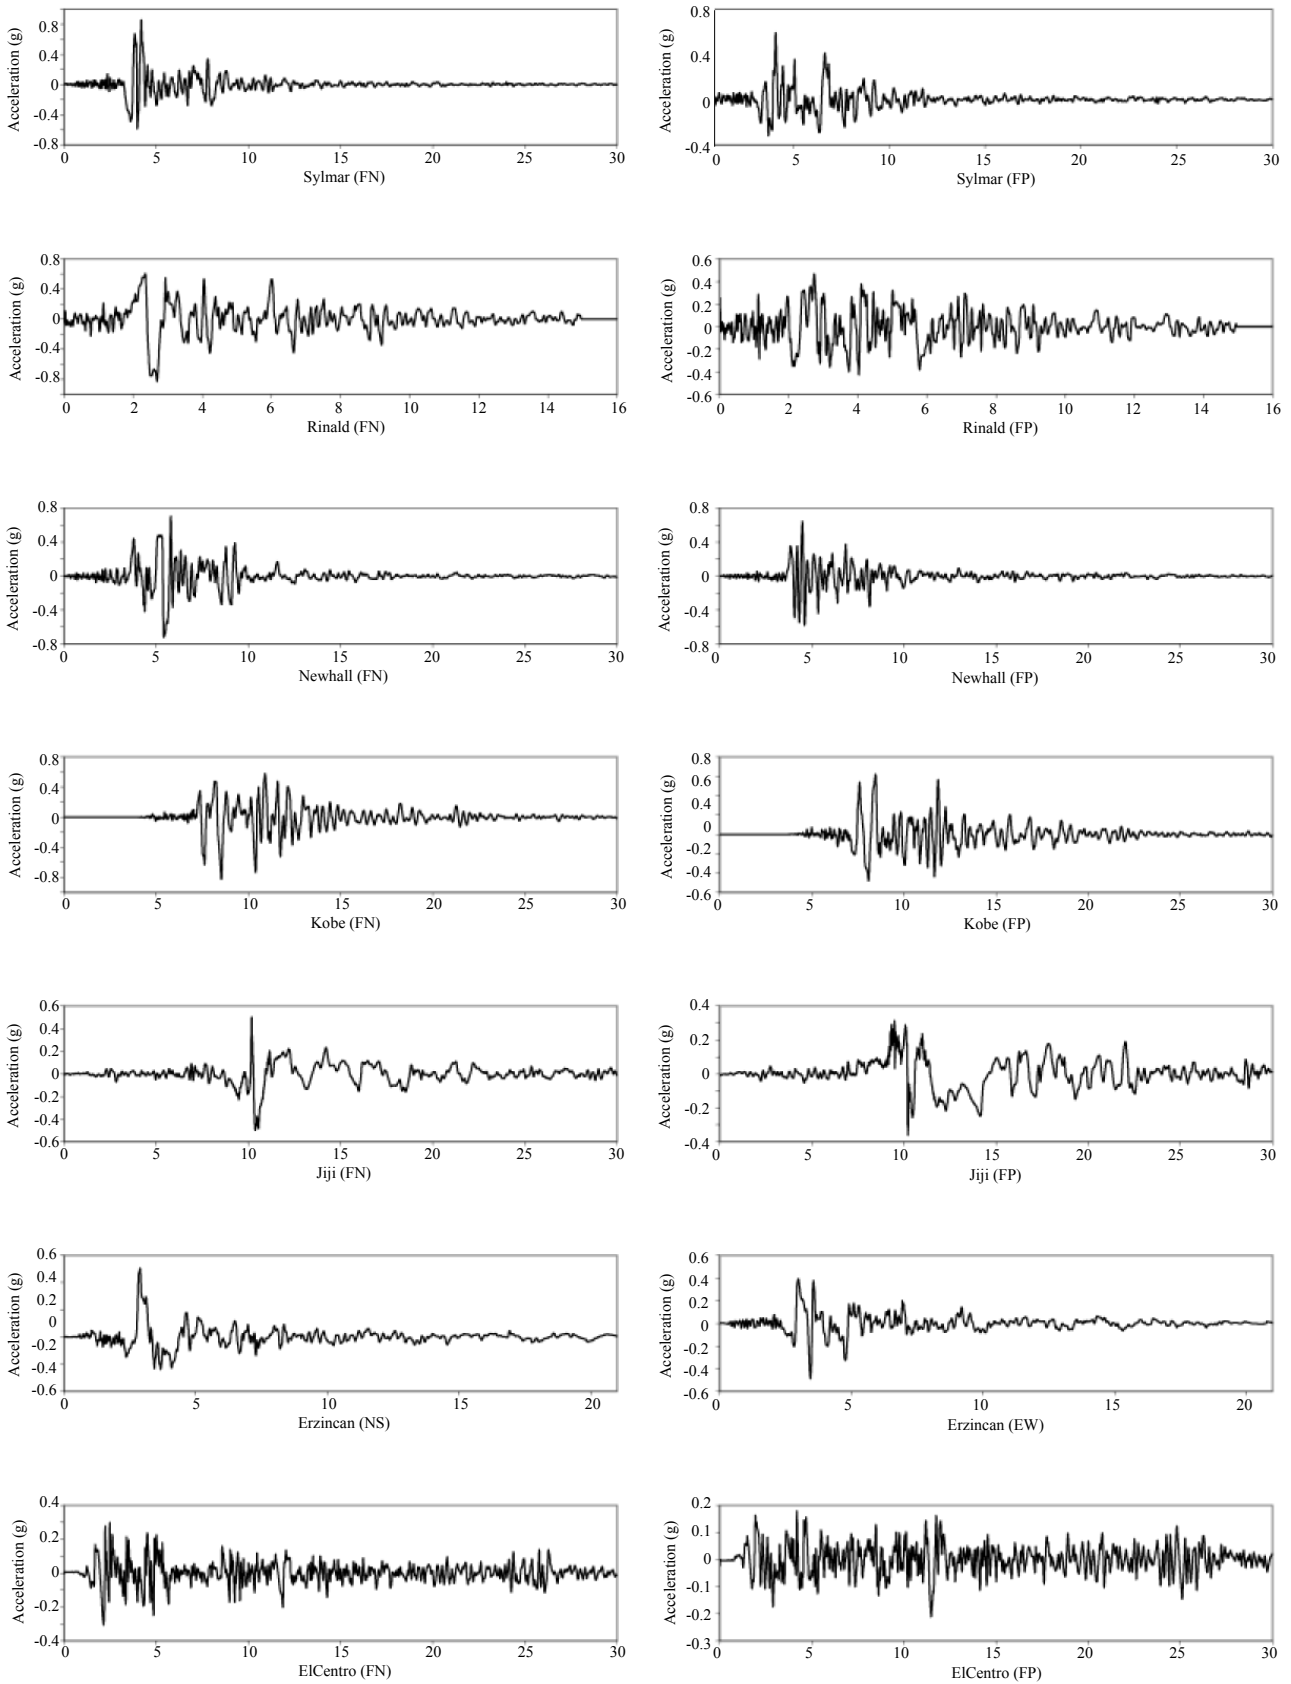 Acceleration (g)
0.8
0.4
0
-0.4
-0.8
0 5 10 15 20 25 30
Sylmar (FN)
Acceleration (g)
0.8
0.4
0
-0.4
0 5 10 15 20 25 30
Sylmar (FP)
Acceleration (g)
0.8
0.4
0
-0.4
-0.8
0 2 4 6 8 10 12 14 16
Rinald (FN)
Acceleration (g)
0.6
0.4
0.2
0
-0.2
-0.4
-0.6
0 2 4 6 8 10 12 14 16
Rinald (FP)
Acceleration (g)
0.8
0.4
0
-0.4
-0.8
0 5 10 15 20 25 30
Newhall (FN)
Acceleration (g)
0.8
0.4
0
-0.4
-0.8
0 5 10 15 20 25 30
Newhall (FP)
Acceleration (g)
0.8
0.4
0
-0.4
-0.8
0 5 10 15 20 25 30
Kobe (FN)
Acceleration (g)
0.8
0.6
0.4
0
-0.2
-0.4
-0.6
0 5 10 15 20 25 30
Kobe (FP)
Acceleration (g)
0.6
0.4
0.2
0
-0.2
-0.4
-0.6
0 5 10 15 20 25 30
Jiji (FN)
Acceleration (g)
0.4
0.2
0
-0.2
-0.4
0 5 10 15 20 25 30
Jiji (FP)
Acceleration (g)
0.6
0.4
0.2
0
-0.2
-0.4
-0.6
0 5 10 15 20
Erzincan (NS)
Acceleration (g)
0.6
0.4
0.2
0
-0.2
-0.4
-0.6
0 5 10 15 20
Erzincan (EW)
Acceleration (g)
0.4
0.2
0
-0.2
-0.4
0 5 10 15 20 25 30
ElCentro (FN)
Acceleration (g)
0.2
0.1
0
-0.1
-0.2
-0.3
0 5 10 15 20 25 30
ElCentro (FP)